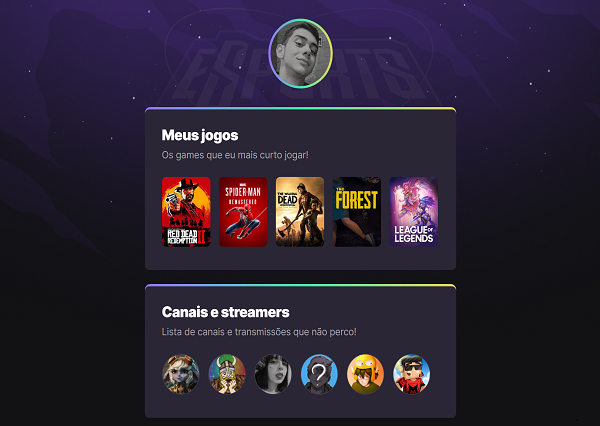 ESPORTS
Meus jogos
Os games que eu mais curto jogar!
RED DEAD
REDEMPTION II
MARVEL
SPIDER-MAN
REMASTERED
THE WALKING
DEAD
THE
FOREST
LEAGUE OF
LEGENDS
Canais e streamers
Lista de canais e transmissões que não perco!
?